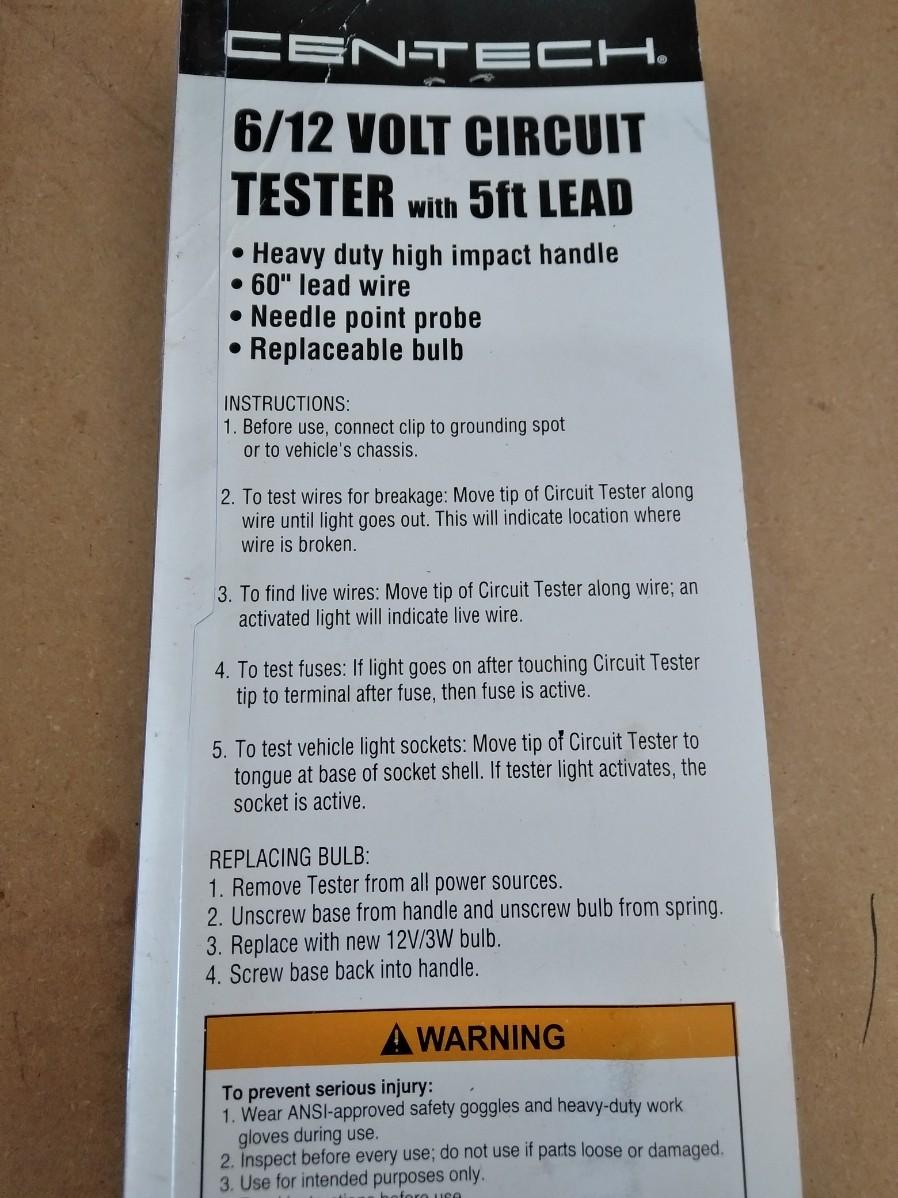 CEN-TECH®
6/12 VOLT CIRCUIT
TESTER with 5ft LEAD
• Heavy duty high impact handle
• 60" lead wire
• Needle point probe
• Replaceable bulb
INSTRUCTIONS:
1. Before use, connect clip to grounding spot
or to vehicle's chassis.
2. To test wires for breakage: Move tip of Circuit Tester along
wire until light goes out. This will indicate location where
wire is broken.
3. To find live wires: Move tip of Circuit Tester along wire; an
activated light will indicate live wire.
4. To test fuses: If light goes on after touching Circuit Tester
tip to terminal after fuse, then fuse is active.
5. To test vehicle light sockets: Move tip of Circuit Tester to
tongue at base of socket shell. If tester light activates, the
socket is active.
REPLACING BULB:
1. Remove Tester from all power sources.
2. Unscrew base from handle and unscrew bulb from spring.
3. Replace with new 12V/3W bulb.
4. Screw base back into handle.
WARNING
To prevent serious injury:
1. Wear ANSI-approved safety goggles and heavy-duty work
gloves during use.
2. Inspect before every use; do not use if parts loose or damaged.
3. Use for intended purposes only.
before use